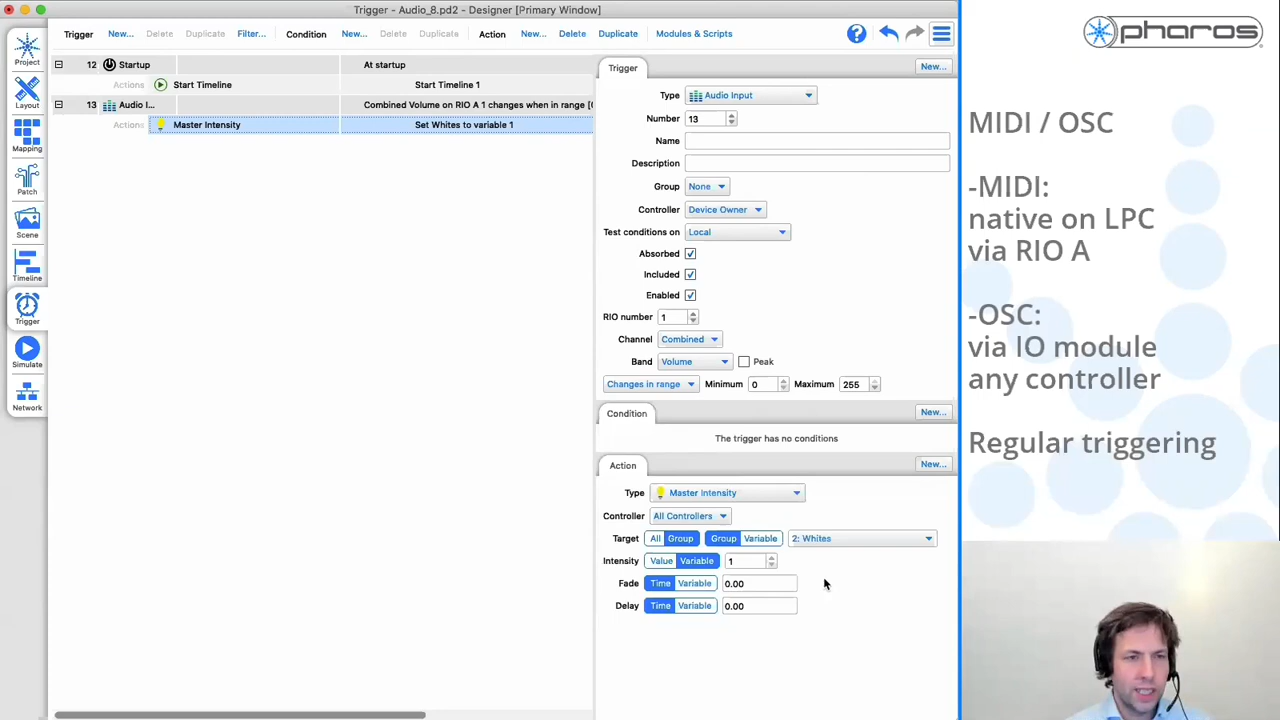 Trigger - Audio_8.pd2 - Designer [Primary Window]
Trigger New... Delete Duplicate Filter... Condition New... Delete Duplicate Action New... Delete Duplicate Modules & Scripts
?
pharos
Project
Layout
Mapping
Patch
Scene
Timeline
Trigger
Simulate
Network
12 Startup At startup
Actions Start Timeline Start Timeline 1
13 Audio I... Combined Volume on RIO A 1 changes when in range [0
Actions Master Intensity Set Whites to variable 1
Trigger New...
Type Audio Input
Number 13
Name
Description
Group None
Controller Device Owner
Test conditions on Local
Absorbed
Included
Enabled
RIO number 1
Channel Combined
Band Volume Peak
Changes in range Minimum 0 Maximum 255
Condition New...
The trigger has no conditions
Action New...
Type Master Intensity
Controller All Controllers
Target All Group Group Variable 2: Whites
Intensity Value Variable 1
Fade Time Variable 0.00
Delay Time Variable 0.00
MIDI / OSC
-MIDI:
native on LPC
via RIO A
-OSC:
via IO module
any controller
Regular triggering